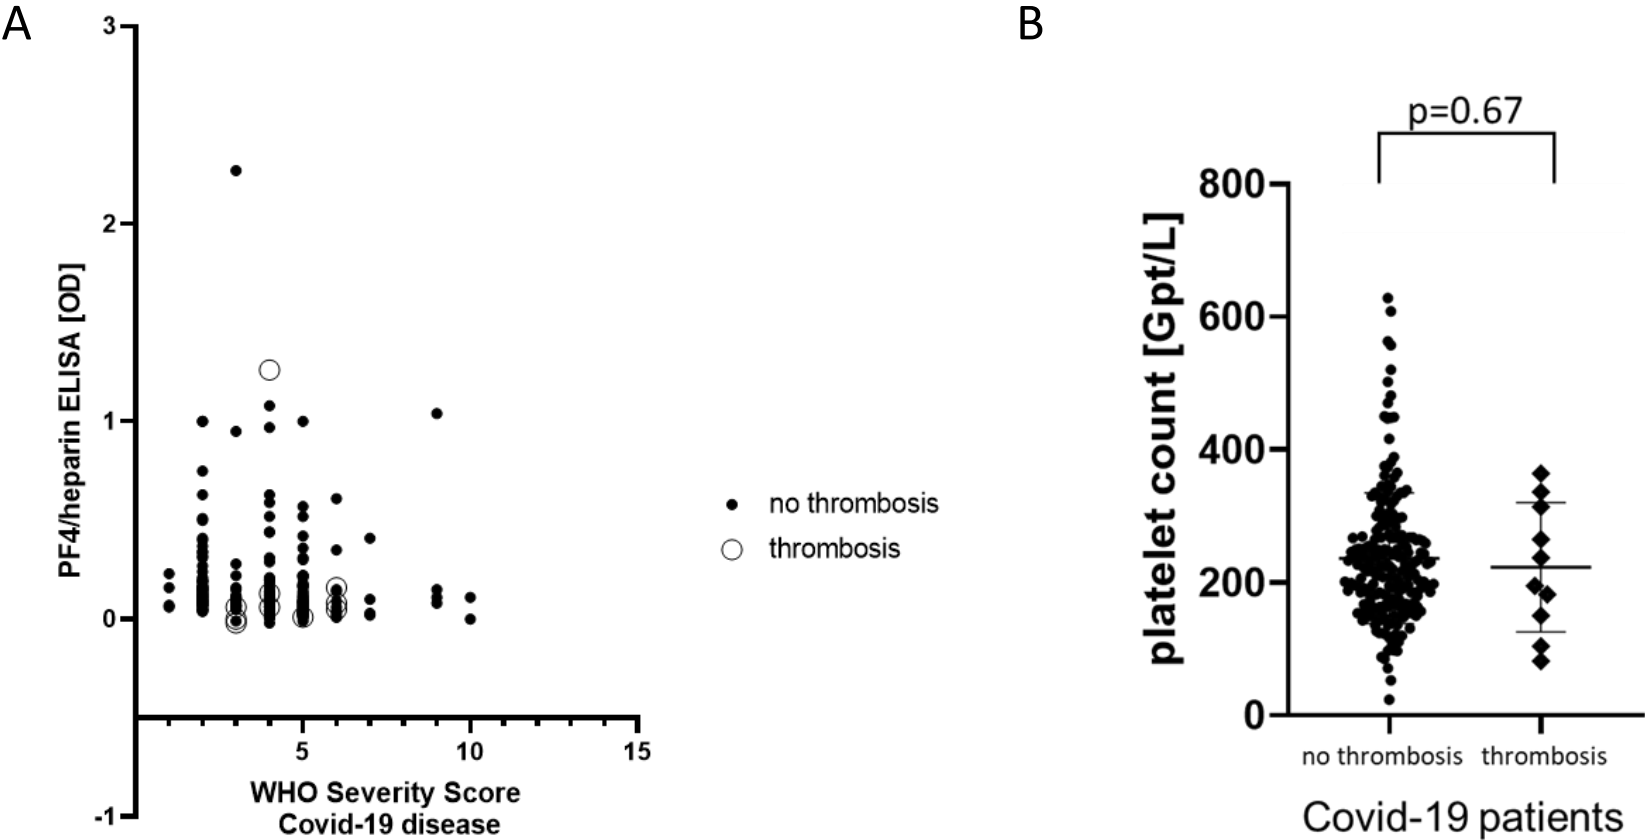 A
3
2
1
0
-1
PF4/heparin ELISA [OD]
5
10
15
WHO Severity Score
Covid-19 disease
no thrombosis
thrombosis
B
p=0.67
800
600
400
200
0
platelet count [Gpt/L]
no thrombosis
thrombosis
Covid-19 patients